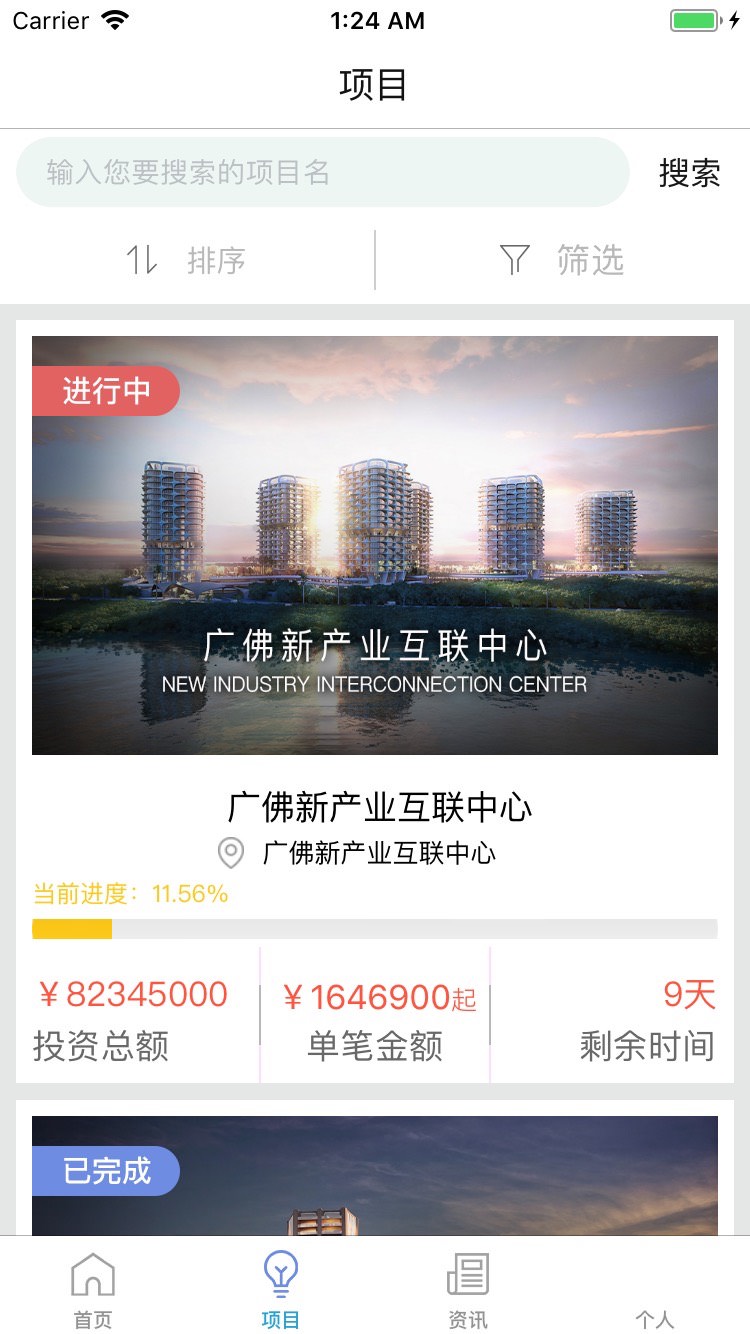 Carrier 1:24 AM
项目
输入您要搜索的项目名 搜索
排序 筛选
进行中
广佛新产业互联中心
NEW INDUSTRY INTERCONNECTION CENTER
广佛新产业互联中心
广佛新产业互联中心
当前进度：11.56%
￥82345000 ￥1646900起 9天
投资总额 单笔金额 剩余时间
已完成
首页 项目 资讯 个人